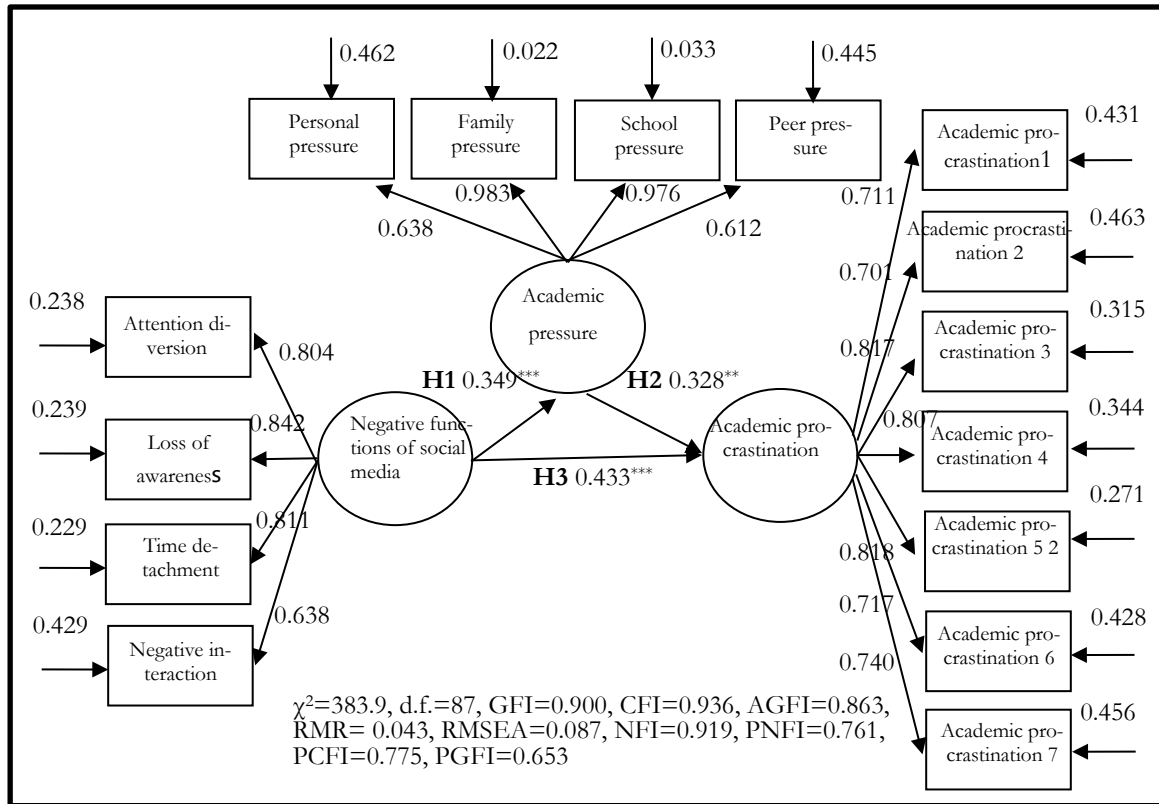 0.462
0.022
0.033
0.445
Personal
pressure
Family
pressure
School
pressure
Peer pres-
sure
0.638
0.983
0.976
0.612
Academic
pressure
0.238
Attention di-
version
0.804
0.239
Loss of
awareness
0.842
0.229
Time de-
tachment
0.811
0.429
Negative in-
teraction
0.638
Negative func-
tions of social
media
H1 0.349***
H2 0.328**
H3 0.433***
Academic pro-
crastination
0.711
Academic pro-
crastination1
0.431
0.701
Academic procrasti-
nation 2
0.463
0.817
Academic pro-
crastination 3
0.315
0.807
Academic pro-
crastination 4
0.344
0.818
Academic pro-
crastination 5 2
0.271
0.717
Academic pro-
crastination 6
0.428
0.740
Academic pro-
crastination 7
0.456
χ²=383.9, d.f.=87, GFI=0.900, CFI=0.936, AGFI=0.863,
RMR= 0.043, RMSEA=0.087, NFI=0.919, PNFI=0.761,
PCFI=0.775, PGFI=0.653